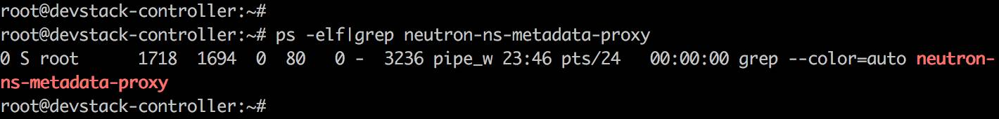 root@devstack-controller:~#
root@devstack-controller:~# ps -elf|grep neutron-ns-metadata-proxy
0 S root      1718  1694  0  80   0 -  3236 pipe_w 23:46 pts/24   00:00:00 grep --color=auto neutron-
ns-metadata-proxy
root@devstack-controller:~#